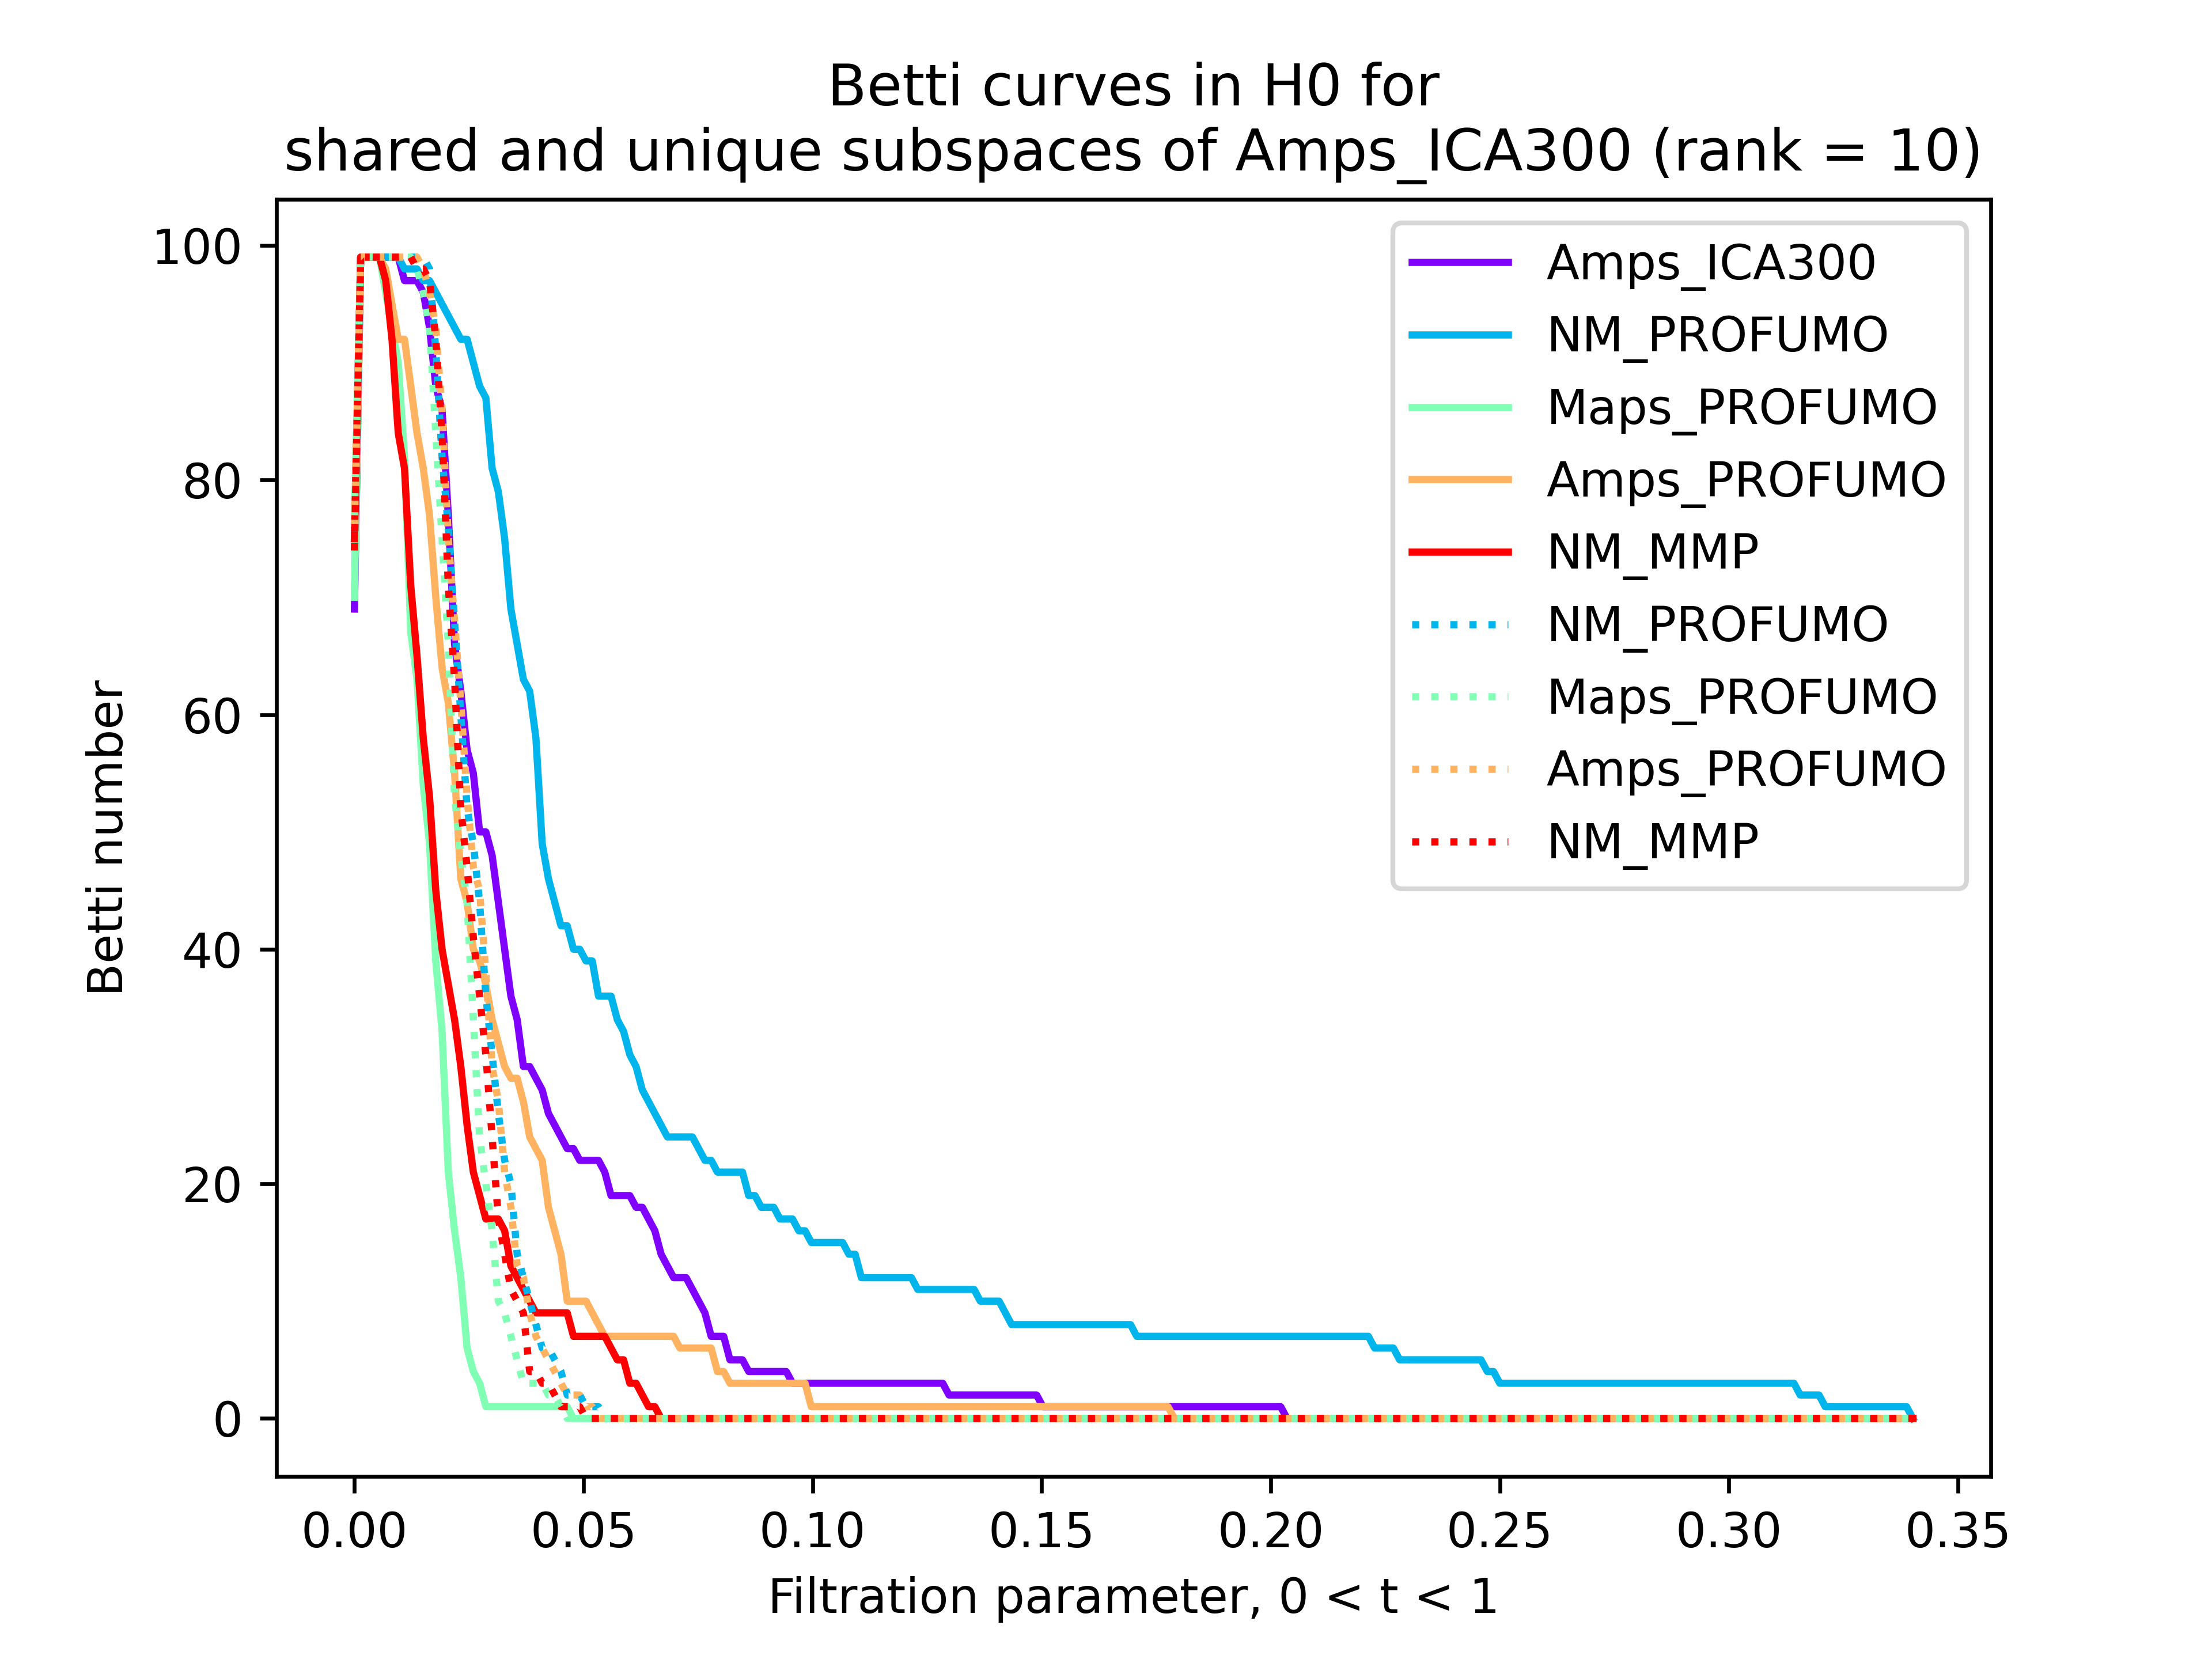 Betti curves in H0 for
shared and unique subspaces of Amps_ICA300 (rank = 10)
100
80
60
40
20
0
Betti number
Amps_ICA300
NM_PROFUMO
Maps_PROFUMO
Amps_PROFUMO
NM_MMP
NM_PROFUMO
Maps_PROFUMO
Amps_PROFUMO
NM_MMP
0.00 0.05 0.10 0.15 0.20 0.25 0.30 0.35
Filtration parameter, 0 < t < 1